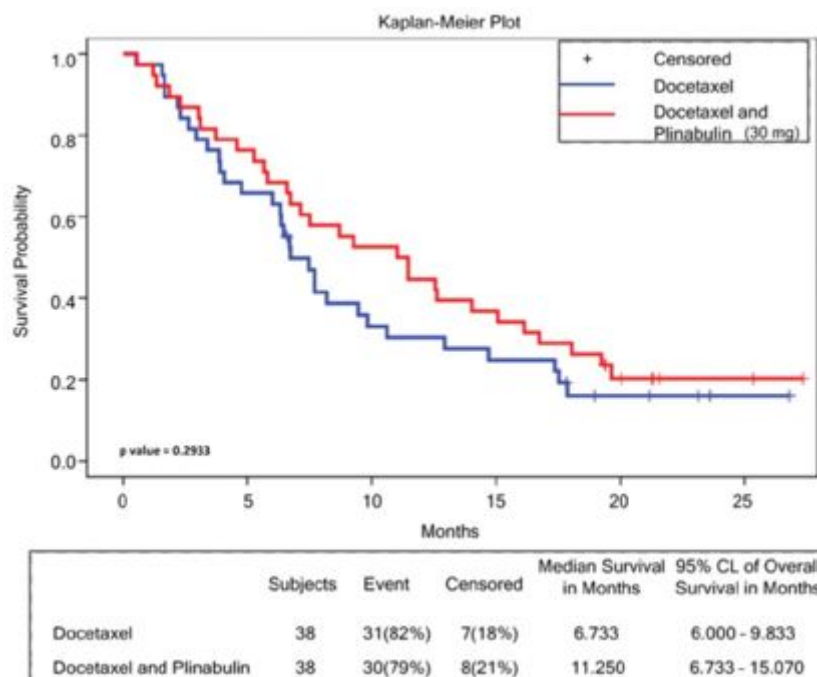 Kaplan-Meier Plot
+ Censored
Docetaxel
Docetaxel and
Plinabulin (30 mg)
Survival Probability
1.0
0.8
0.6
0.4
0.2
0.0
p value = 0.2933
0 5 10 15 20 25
Months
Subjects Event Censored Median Survival in Months 95% CL of Overall Survival in Months
Docetaxel 38 31(82%) 7(18%) 6.733 6.000 - 9.833
Docetaxel and Plinabulin 38 30(79%) 8(21%) 11.250 6.733 - 15.070